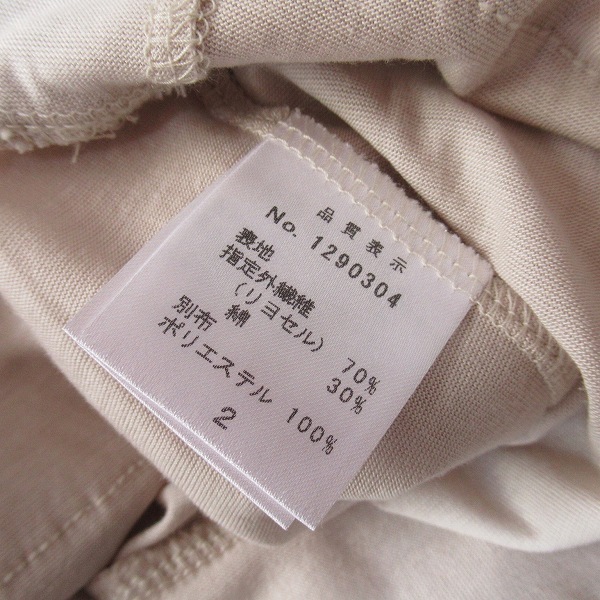 品質表示
No. 1290304
表地
指定外繊維
(リヨセル) 70%
綿 30%
別布
ポリエステル 100%
2